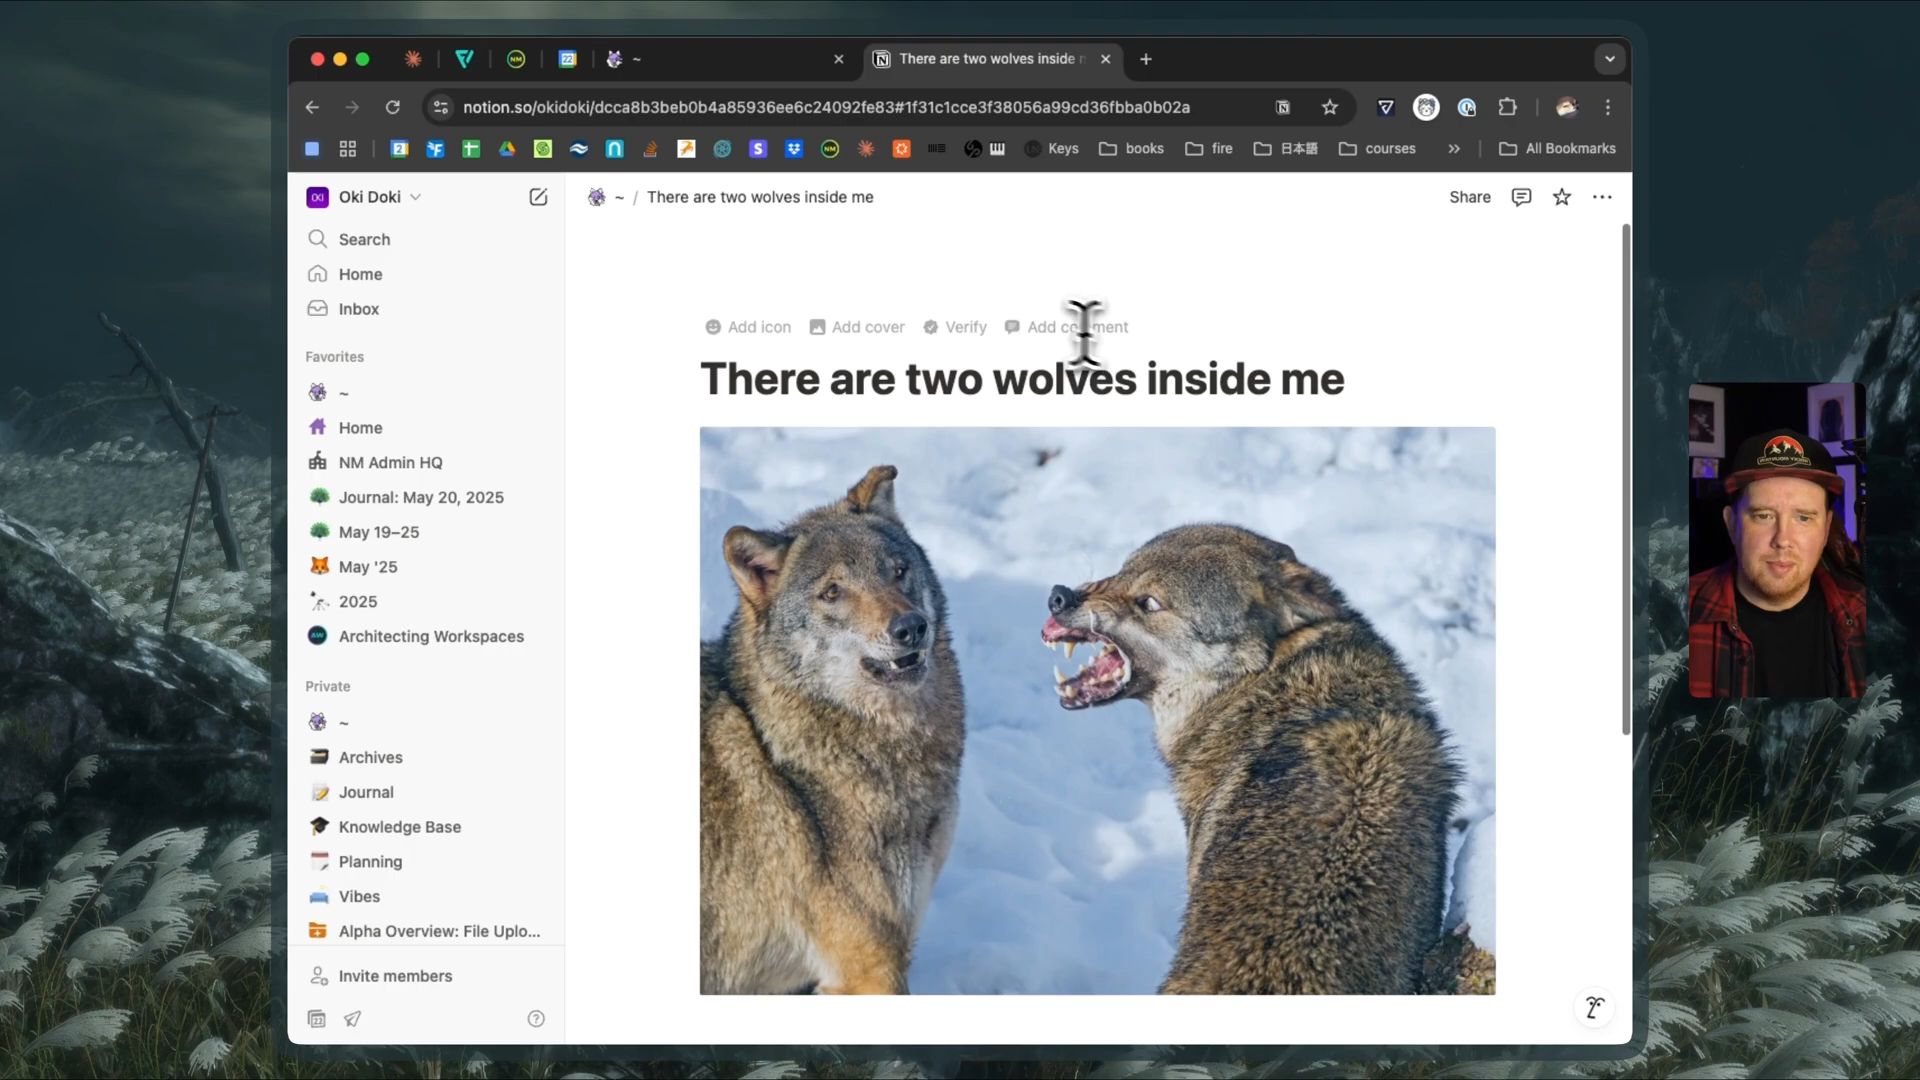 NM
22
~
There are two wolves inside m
notion.so/okidoki/dcca8b3beb0b4a85936ee6c24092fe83#1f31c1cce3f38056a99cd36fbba0b02a
Keys
books
fire
日本語
courses
All Bookmarks
Oki Doki
~ / There are two wolves inside me
Share
Search
Home
Inbox
Favorites
~
Home
NM Admin HQ
Journal: May 20, 2025
May 19–25
May '25
2025
Architecting Workspaces
Private
~
Archives
Journal
Knowledge Base
Planning
Vibes
Alpha Overview: File Uplo...
Invite members
Add icon
Add cover
Verify
Add comment
There are two wolves inside me